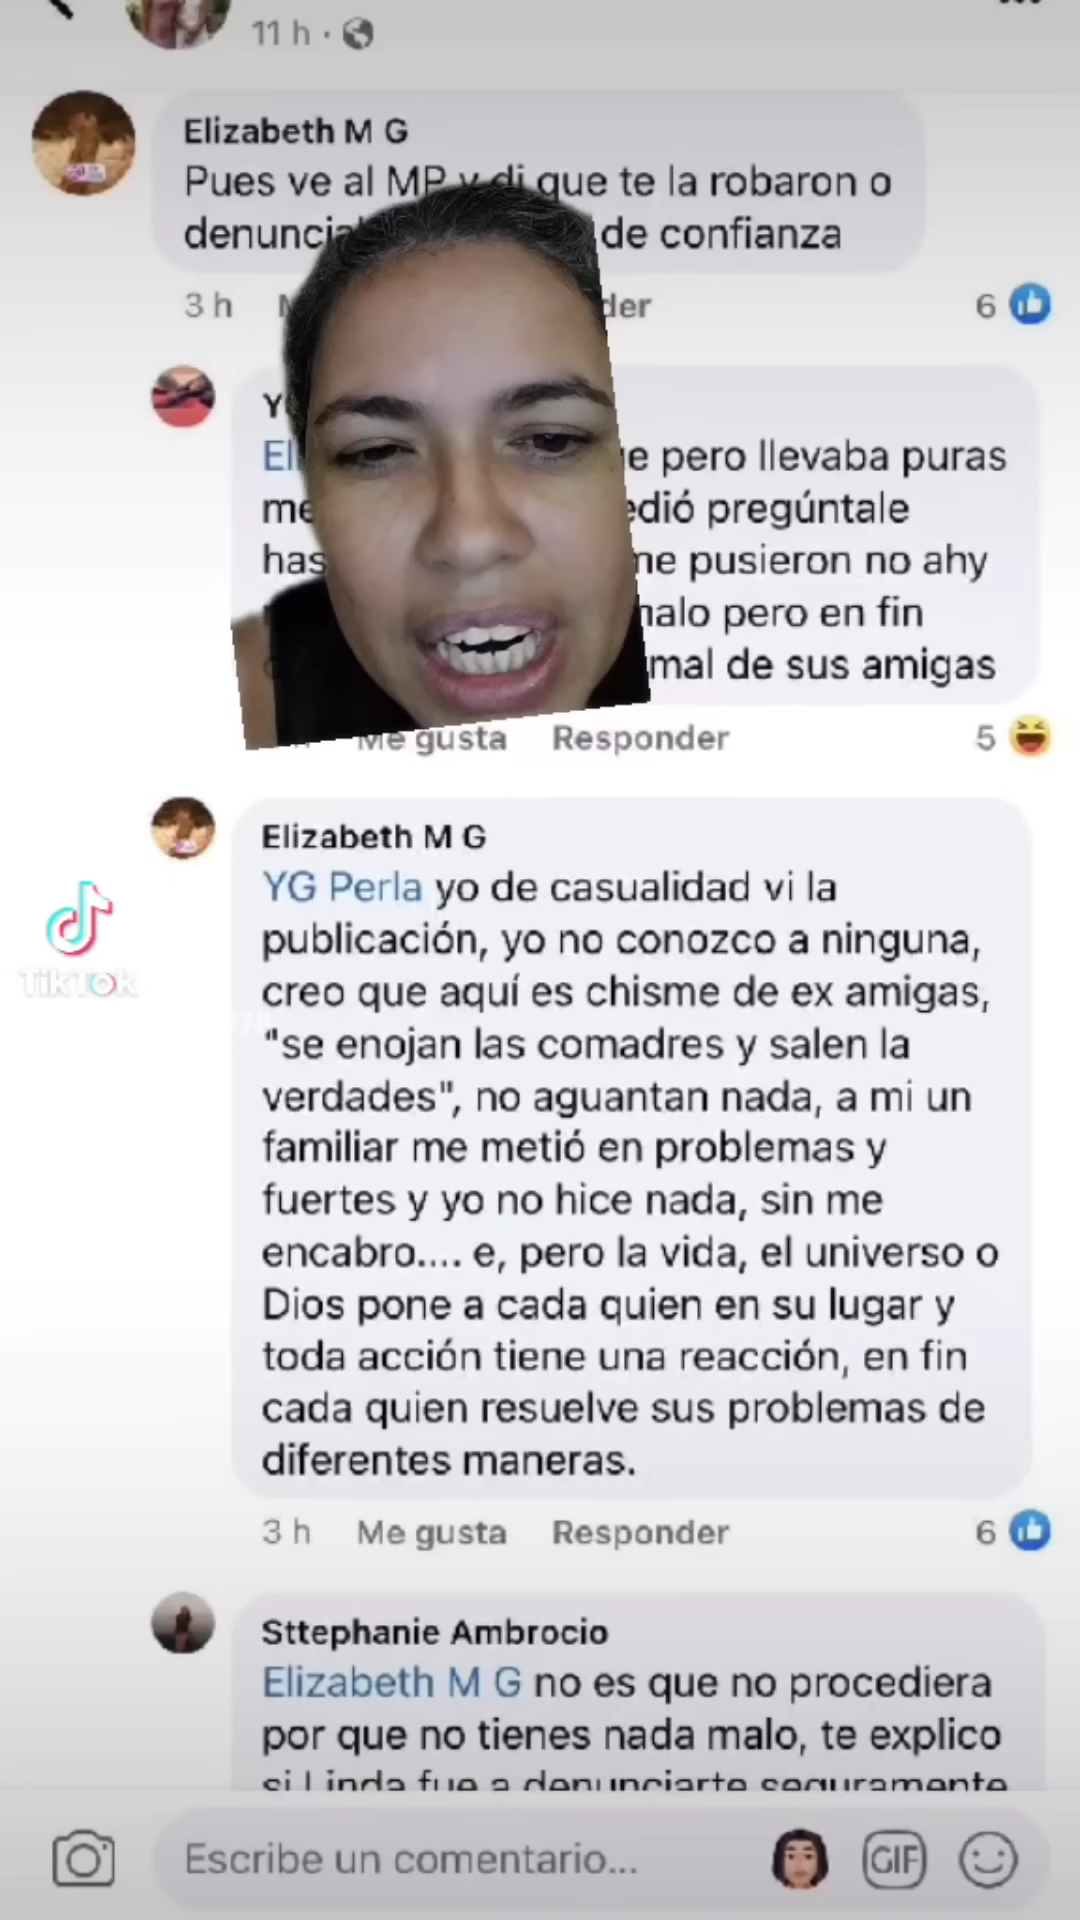 11 h ·
Elizabeth M G
Pues ve al MP y di que te la robaron o
de confianza
3 h
6
pero llevaba puras
pregúntale
me pusieron no ahy
pero en fin
mal de sus amigas
Me gusta Responder 5
Elizabeth M G
YG Perla yo de casualidad vi la
publicación, yo no conozco a ninguna,
creo que aquí es chisme de ex amigas,
"se enojan las comadres y salen la
verdades", no aguantan nada, a mi un
familiar me metió en problemas y
fuertes y yo no hice nada, sin me
encabro.... e, pero la vida, el universo o
Dios pone a cada quien en su lugar y
toda acción tiene una reacción, en fin
cada quien resuelve sus problemas de
diferentes maneras.
TikTok
3 h Me gusta Responder 6
Sttephanie Ambrocio
Elizabeth M G no es que no procediera
por que no tienes nada malo, te explico
si Linda fue a denunciarte seguramente
Escribe un comentario...
GIF